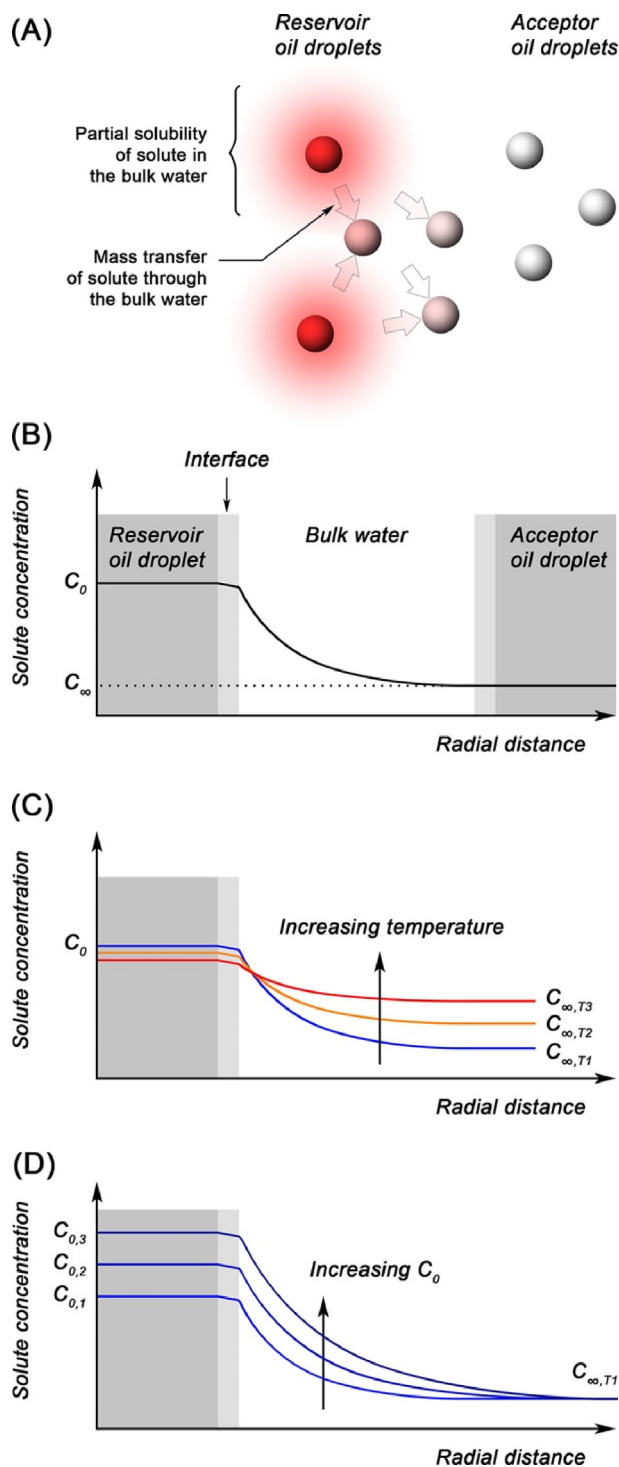 (A)
Reservoir
oil droplets
Acceptor
oil droplets
Partial solubility
of solute in
the bulk water
Mass transfer
of solute through
the bulk water
(B)
Interface
Solute concentration
Reservoir
oil droplet
Bulk water
Acceptor
oil droplet
C0
C∞
Radial distance
(C)
Solute concentration
C0
Increasing temperature
C∞,T3
C∞,T2
C∞,T1
Radial distance
(D)
Solute concentration
C0,3
C0,2
C0,1
Increasing C0
C∞,T1
Radial distance